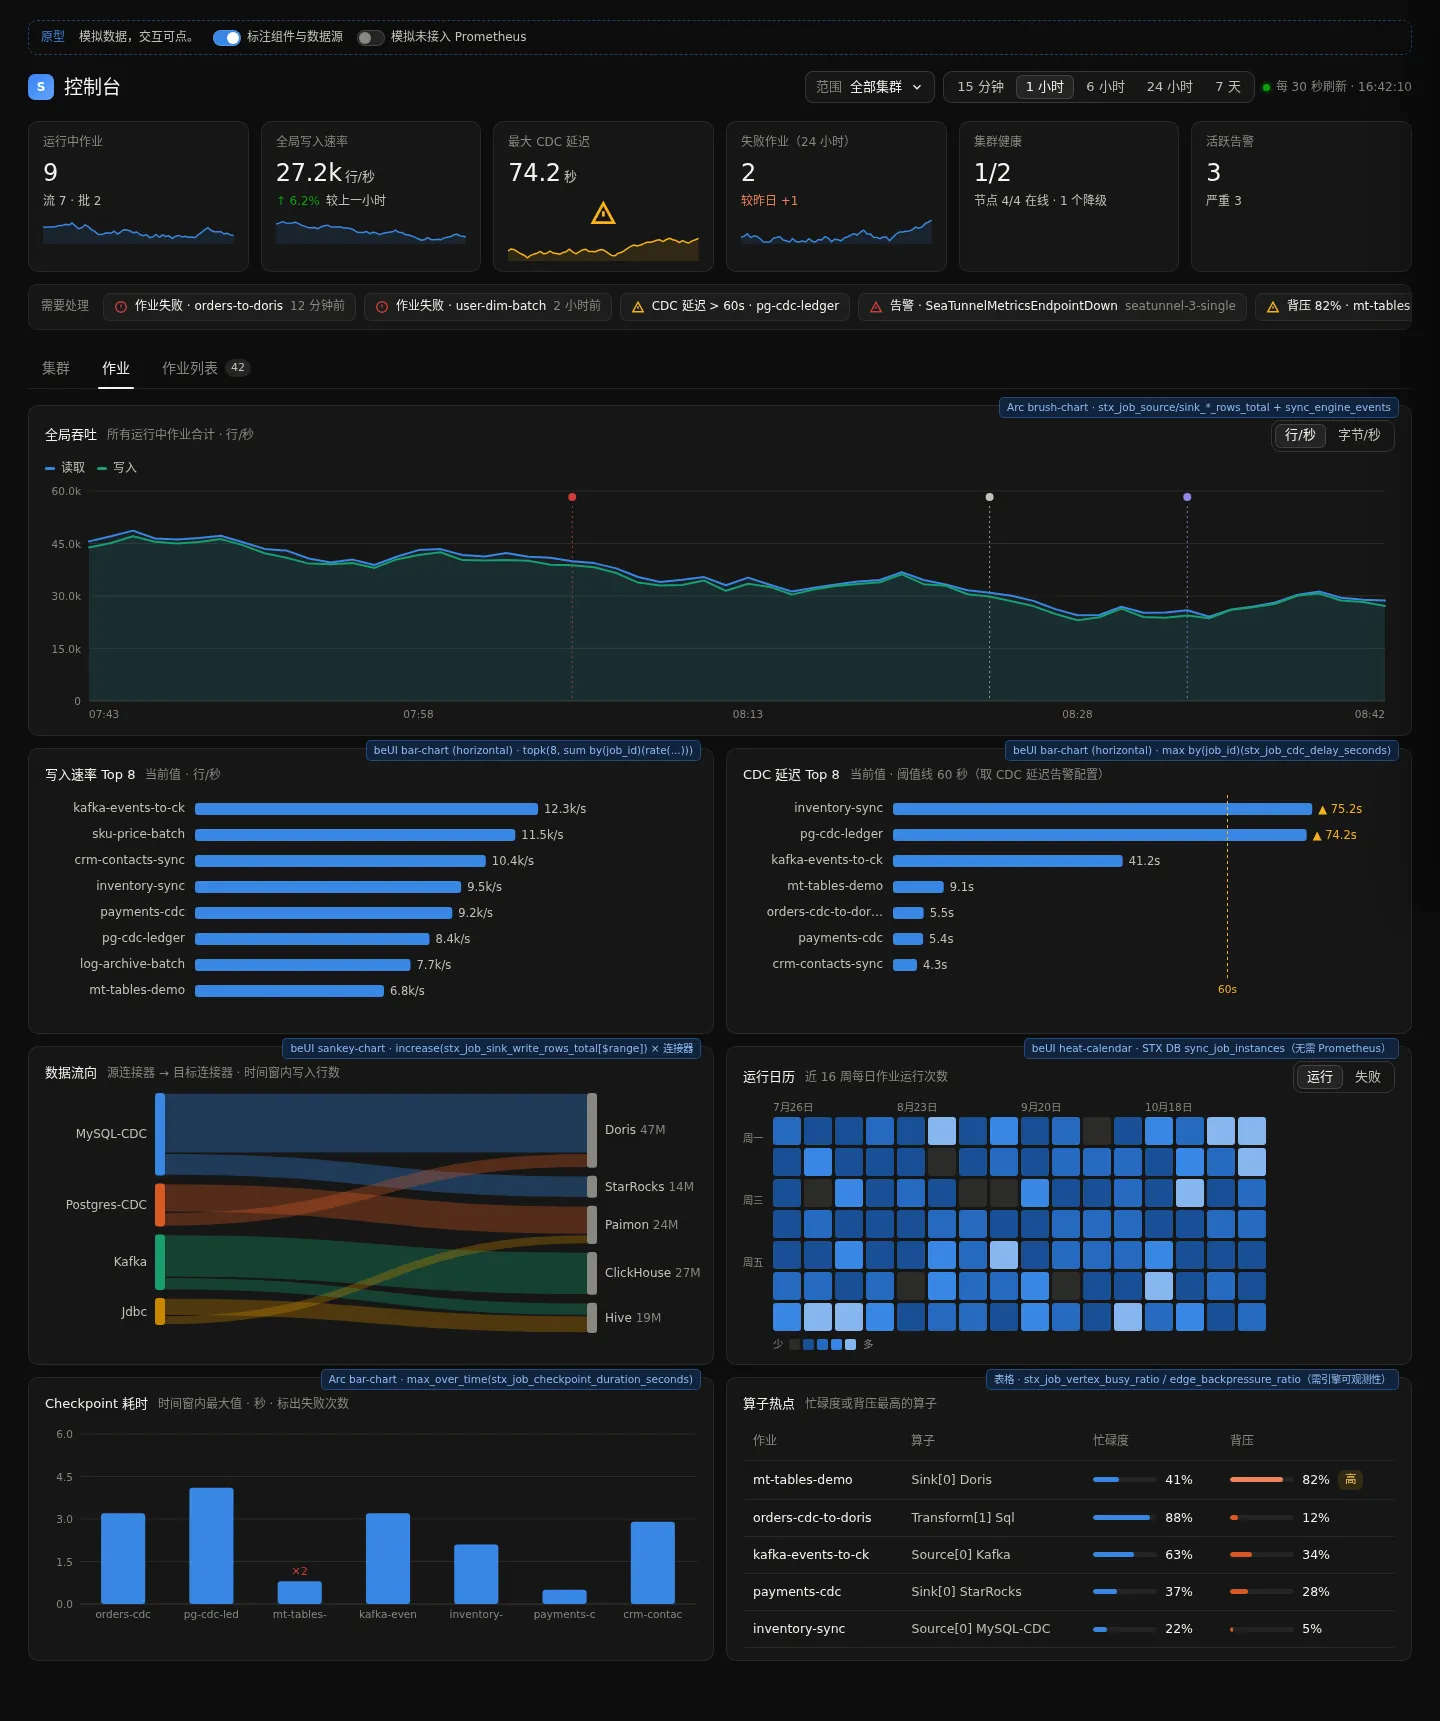 原型 模拟数据，交互可点。 标注组件与数据源 模拟未接入 Prometheus
S 控制台 范围 全部集群 15 分钟 1 小时 6 小时 24 小时 7 天 每 30 秒刷新 · 16:42:10
运行中作业
9
流 7 · 批 2
全局写入速率
27.2k 行/秒
↑ 6.2% 较上一小时
最大 CDC 延迟
74.2 秒
失败作业（24 小时）
2
较昨日 +1
集群健康
1/2
节点 4/4 在线 · 1 个降级
活跃告警
3
严重 3
需要处理 作业失败 · orders-to-doris 12 分钟前 作业失败 · user-dim-batch 2 小时前 CDC 延迟 > 60s · pg-cdc-ledger 告警 · SeaTunnelMetricsEndpointDown seatunnel-3-single 背压 82% · mt-tables
集群 作业 作业列表 42
Arc brush-chart · stx_job_source/sink_*_rows_total + sync_engine_events
全局吞吐 所有运行中作业合计 · 行/秒 行/秒 字节/秒
读取 写入
60.0k
45.0k
30.0k
15.0k
0
07:43 07:58 08:13 08:28 08:42
beUI bar-chart (horizontal) · topk(8, sum by(job_id)(rate(...)))
写入速率 Top 8 当前值 · 行/秒
kafka-events-to-ck 12.3k/s
sku-price-batch 11.5k/s
crm-contacts-sync 10.4k/s
inventory-sync 9.5k/s
payments-cdc 9.2k/s
pg-cdc-ledger 8.4k/s
log-archive-batch 7.7k/s
mt-tables-demo 6.8k/s
beUI bar-chart (horizontal) · max by(job_id)(stx_job_cdc_delay_seconds)
CDC 延迟 Top 8 当前值 · 阈值线 60 秒（取 CDC 延迟告警配置）
inventory-sync ▲ 75.2s
pg-cdc-ledger ▲ 74.2s
kafka-events-to-ck 41.2s
mt-tables-demo 9.1s
orders-cdc-to-dor… 5.5s
payments-cdc 5.4s
crm-contacts-sync 4.3s
60s
beUI sankey-chart · increase(stx_job_sink_write_rows_total[$range]) × 连接器
数据流向 源连接器 → 目标连接器 · 时间窗内写入行数
MySQL-CDC
Postgres-CDC
Kafka
Jdbc
Doris 47M
StarRocks 14M
Paimon 24M
ClickHouse 27M
Hive 19M
beUI heat-calendar · STX DB sync_job_instances（无需 Prometheus）
运行日历 近 16 周每日作业运行次数 运行 失败
7月26日 8月23日 9月20日 10月18日
周一
周三
周五
少 多
Arc bar-chart · max_over_time(stx_job_checkpoint_duration_seconds)
Checkpoint 耗时 时间窗内最大值 · 秒 · 标出失败次数
6.0
4.5
3.0
1.5
0.0
×2
orders-cdc pg-cdc-led mt-tables- kafka-even inventory- payments-c crm-contac
表格 · stx_job_vertex_busy_ratio / edge_backpressure_ratio（需引擎可观测性）
算子热点 忙碌度或背压最高的算子
作业 算子 忙碌度 背压
mt-tables-demo Sink[0] Doris 41% 82% 高
orders-cdc-to-doris Transform[1] Sql 88% 12%
kafka-events-to-ck Source[0] Kafka 63% 34%
payments-cdc Sink[0] StarRocks 37% 28%
inventory-sync Source[0] MySQL-CDC 22% 5%